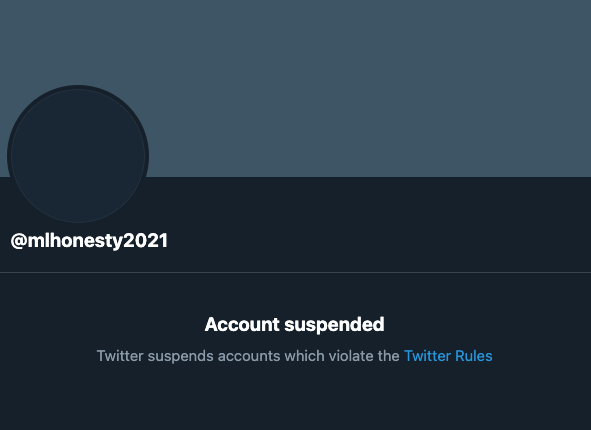 @mlhonesty2021
Account suspended
Twitter suspends accounts which violate the Twitter Rules